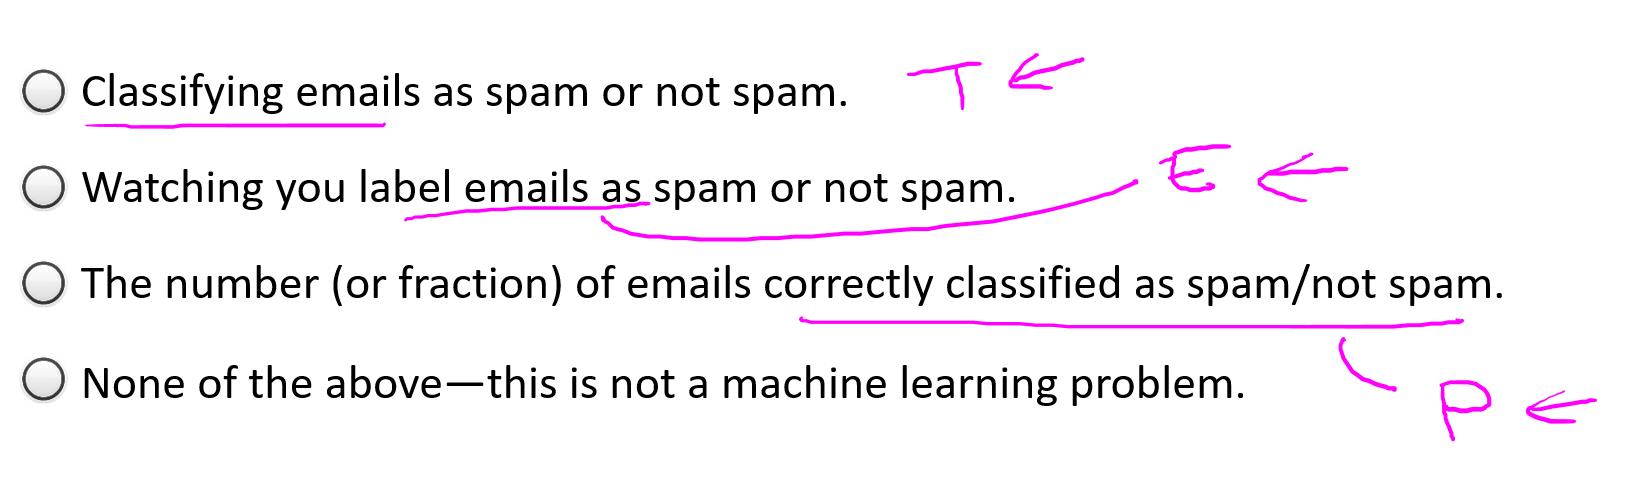 Classifying emails as spam or not spam. T
Watching you label emails as spam or not spam. E
The number (or fraction) of emails correctly classified as spam/not spam.
None of the above—this is not a machine learning problem. P